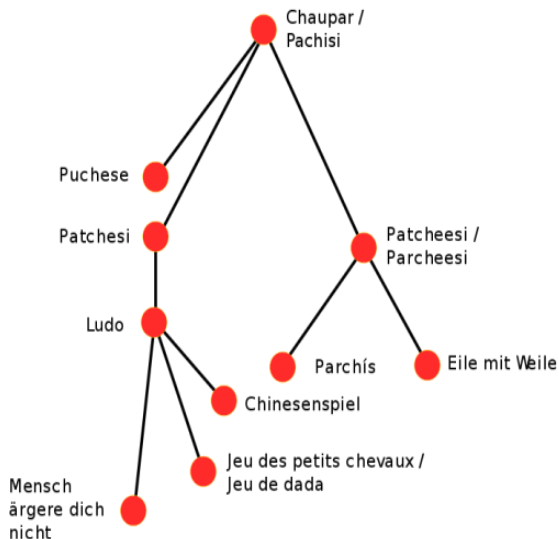 Chaupar /
Pachisi
Puchese
Patchesi
Patcheesi /
Parcheesi
Ludo
Parchís
Eile mit Weile
Chinesenspiel
Jeu des petits chevaux /
Jeu de dada
Mensch
ärgere dich
nicht